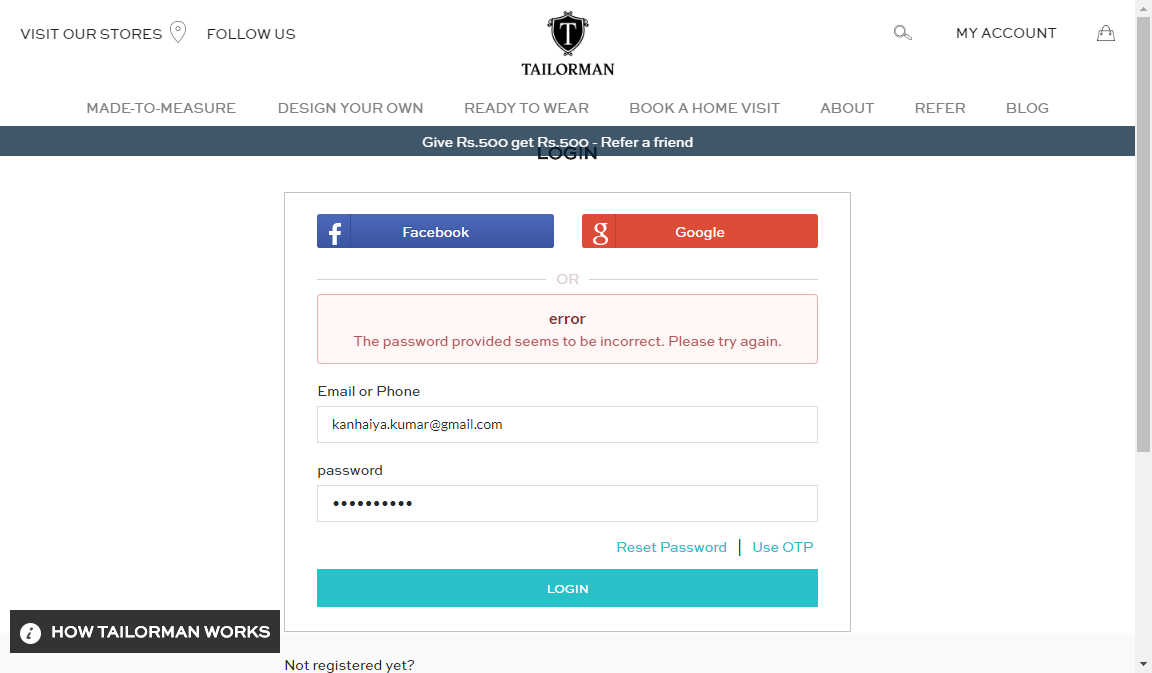 VISIT OUR STORES FOLLOW US
T
TAILORMAN
MY ACCOUNT
MADE-TO-MEASURE DESIGN YOUR OWN READY TO WEAR BOOK A HOME VISIT ABOUT REFER BLOG
Give Rs.500 get Rs.500 - Refer a friend
LOGIN
f Facebook
g Google
OR
error
The password provided seems to be incorrect. Please try again.
Email or Phone
kanhaiya.kumar@gmail.com
password
••••••••••
Reset Password | Use OTP
LOGIN
i HOW TAILORMAN WORKS
Not registered yet?